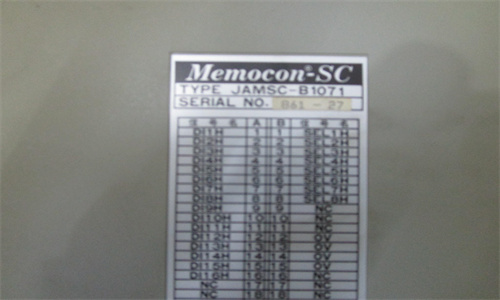 Memocon®-SC
TYPE JAMSC-B1071
SERIAL NO. B61-27
A B
DI1H 1 1 SEL1H
DI2H 2 2 SEL2H
DI3H 3 3 SEL3H
DI4H 4 4 SEL4H
DI5H 5 5 SEL5H
DI6H 6 6 SEL6H
DI7H 7 7 SEL7H
DI8H 8 8 SEL8H
9 9 NC
DI10H 10 10 NC
DI11H 11 11 NC
DI12H 12 12 0V
DI13H 13 13 0V
DI14H 14 14 0V
DI15H 15 15 0V
DI16H 16 16 NC
NC 17 17 NC
NC 18 18 NC